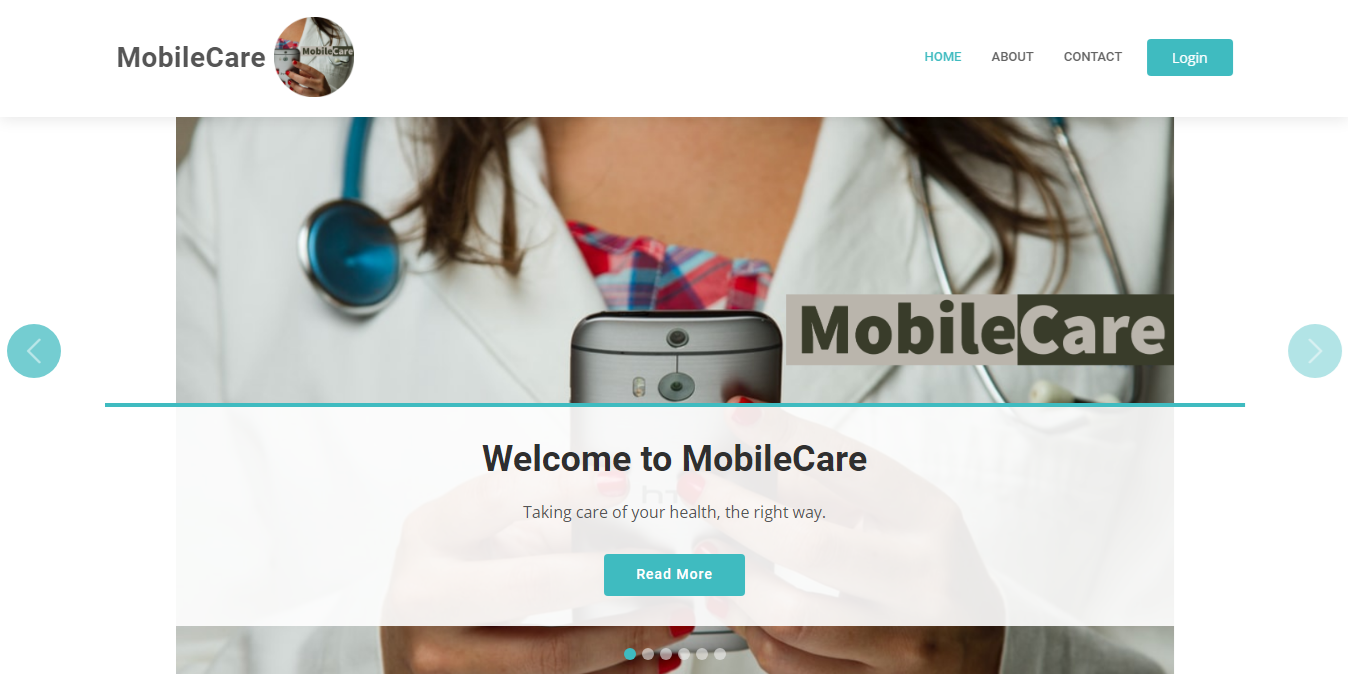 MobileCare
MobileCare
HOME
ABOUT
CONTACT
Login
MobileCare
Welcome to MobileCare
Taking care of your health, the right way.
Read More